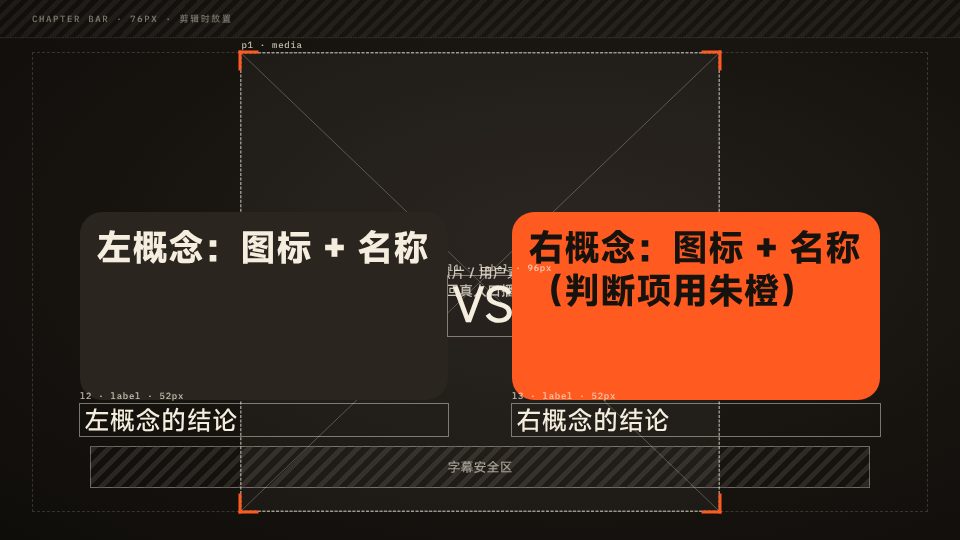 CHAPTER BAR · 76PX · 剪辑时放置
p1 · media
左概念：图标 + 名称
右概念：图标 + 名称
（判断项用朱橙）
VS
l2 · label · 52px
l3 · label · 52px
左概念的结论
右概念的结论
字幕安全区